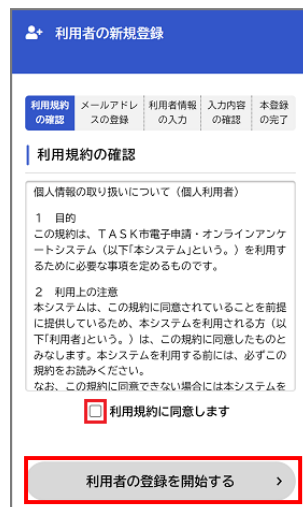 利用者の新規登録
利用規約
の確認
メールアドレ
スの登録
利用者情報
の入力
入力内容
の確認
本登録
の完了
利用規約の確認
個人情報の取り扱いについて（個人利用者）
1 目的
この規約は、ＴＡＳＫ市電子申請・オンラインアンケ
ートシステム（以下｢本システム｣という。）を利用す
るために必要な事項を定めるものです。
2 利用上の注意
本システムは、この規約に同意されていることを前提
に提供しているため、本システムを利用される方（以
下｢利用者｣という。）は、この規約に同意したものと
みなします。本システムを利用する前には、必ずこの
規約をお読みください。
なお、この規約に同意できない場合には本システムを
利用規約に同意します
利用者の登録を開始する